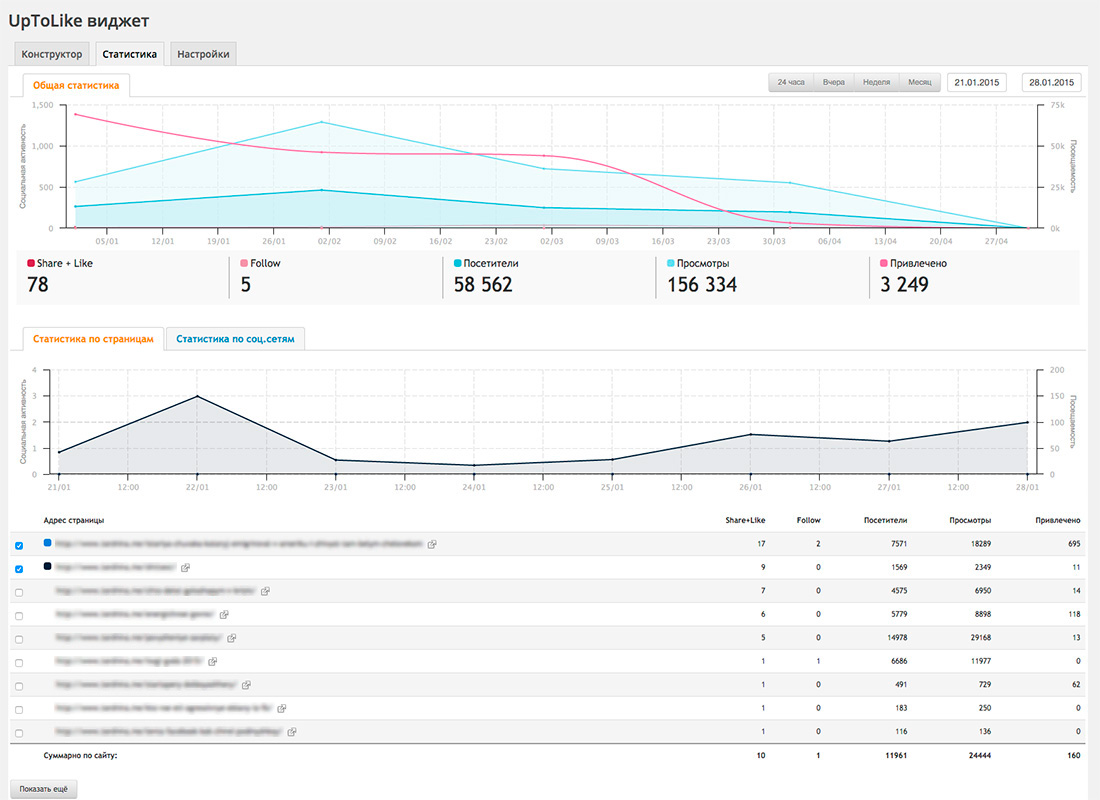 UpToLike виджет
Конструктор Статистика Настройки
Общая статистика 24 часа Вчера Неделя Месяц 21.01.2015 28.01.2015
1,500 75k
1,000 50k
500 25k
0 0k
Социальная активность
Посещаемость
05/01 12/01 19/01 26/01 02/02 09/02 16/02 23/02 02/03 09/03 16/03 23/03 30/03 06/04 13/04 20/04 27/04
Share + Like Follow Посетители Просмотры Привлечено
78 5 58 562 156 334 3 249
Статистика по страницам Статистика по соц.сетям
4 200
3 150
2 100
1 50
0 0
Социальная активность
Посещаемость
21/01 12:00 22/01 12:00 23/01 12:00 24/01 12:00 25/01 12:00 26/01 12:00 27/01 12:00 28/01
Адрес страницы Share+Like Follow Посетители Просмотры Привлечено
17 2 7571 18289 695
9 0 1569 2349 11
7 0 4575 6950 14
6 0 5779 8898 118
5 0 14978 29168 13
1 1 6686 11977 0
1 0 491 729 62
1 0 183 250 0
1 0 116 136 0
Суммарно по сайту: 10 1 11961 24444 160
Показать ещё